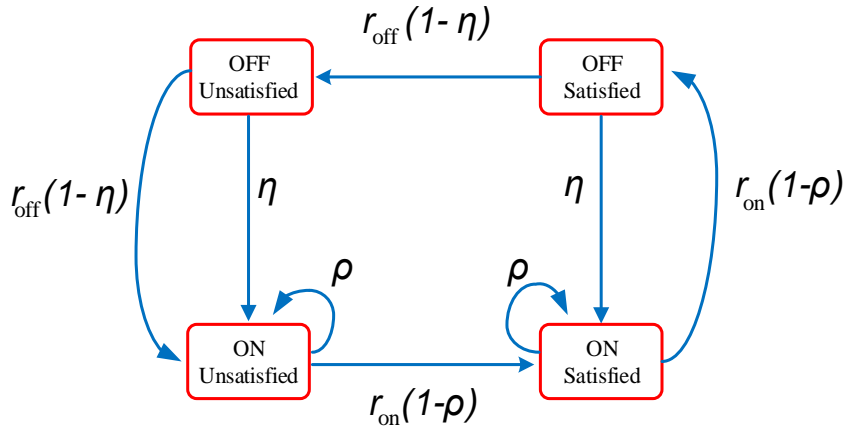 r_off(1- η)
OFF
Unsatisfied
OFF
Satisfied
r_off(1- η)
η
η
r_on(1-ρ)
ρ
ρ
ON
Unsatisfied
ON
Satisfied
r_on(1-ρ)